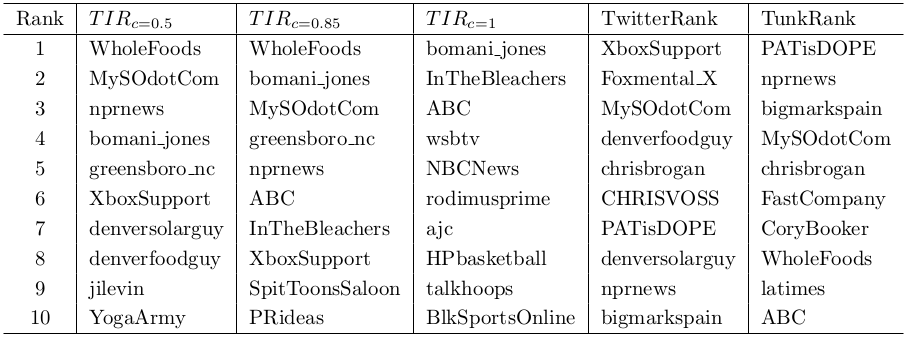 Rank TIR_{c=0.5} TIR_{c=0.85} TIR_{c=1} TwitterRank TunkRank
1 WholeFoods WholeFoods bomani_jones XboxSupport PATisDOPE
2 MySOdotCom bomani_jones InTheBleachers Foxmental_X nprnews
3 nprnews MySOdotCom ABC MySOdotCom bigmarkspain
4 bomani_jones greensboro_nc wsbtv denverfoodguy MySOdotCom
5 greensboro_nc nprnews NBCNews chrisbrogan chrisbrogan
6 XboxSupport ABC rodimusprime CHRISVOSS FastCompany
7 denversolarguy InTheBleachers ajc PATisDOPE CoryBooker
8 denverfoodguy XboxSupport HPbasketball denversolarguy WholeFoods
9 jilevin SpitToonsSaloon talkhoops nprnews latimes
10 YogaArmy PRideas BlkSportsOnline bigmarkspain ABC